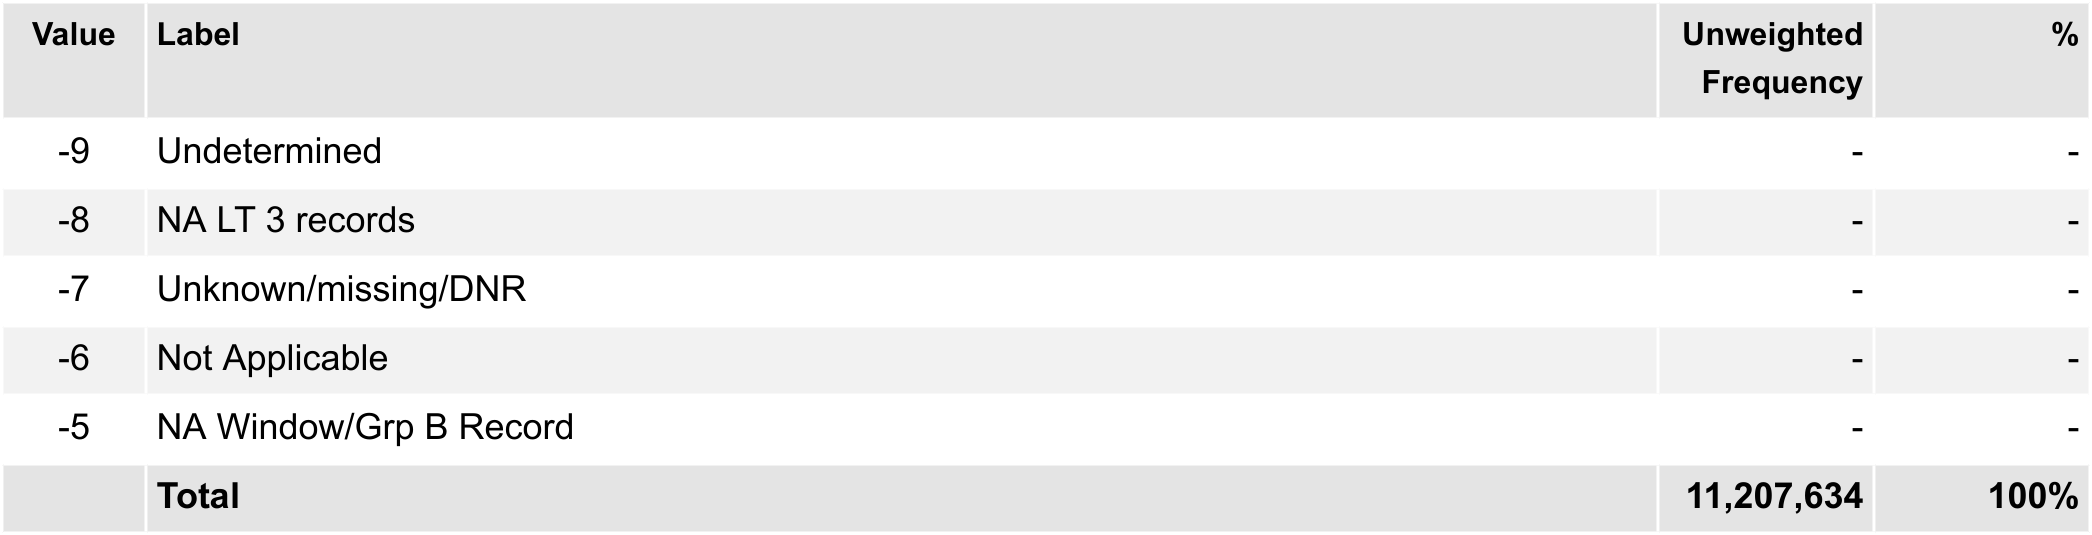 Value Label Unweighted Frequency %
-9 Undetermined - -
-8 NA LT 3 records - -
-7 Unknown/missing/DNR - -
-6 Not Applicable - -
-5 NA Window/Grp B Record - -
Total 11,207,634 100%